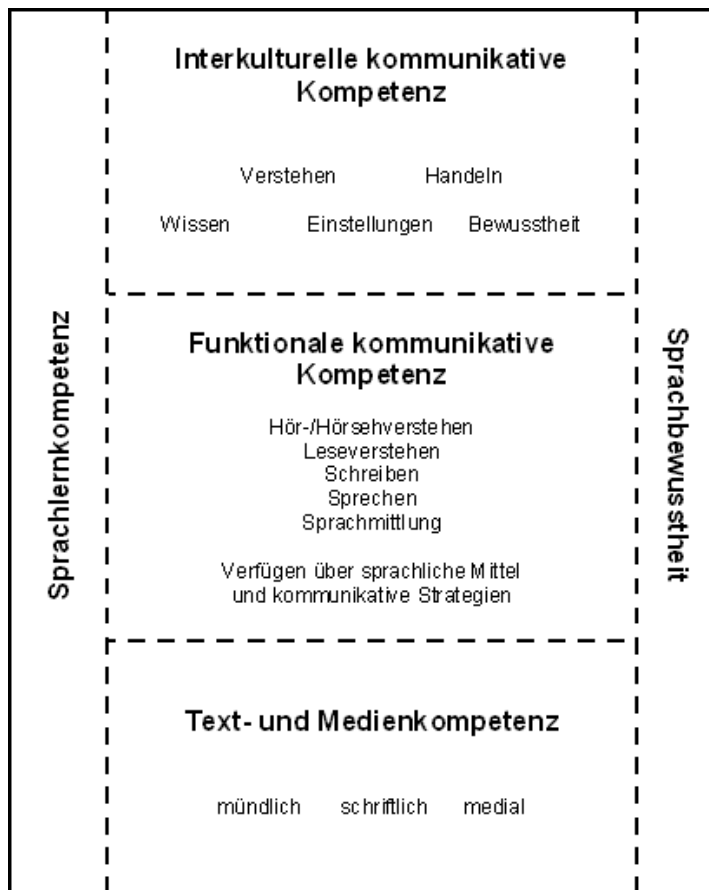 Interkulturelle kommunikative
Kompetenz
Verstehen Handeln
Wissen Einstellungen Bewusstheit
Sprachlernkompetenz
Funktionale kommunikative
Kompetenz
Hör-/Hörsehverstehen
Leseverstehen
Schreiben
Sprechen
Sprachmittlung
Verfügen über sprachliche Mittel
und kommunikative Strategien
Sprachbewusstheit
Text- und Medienkompetenz
mündlich schriftlich medial